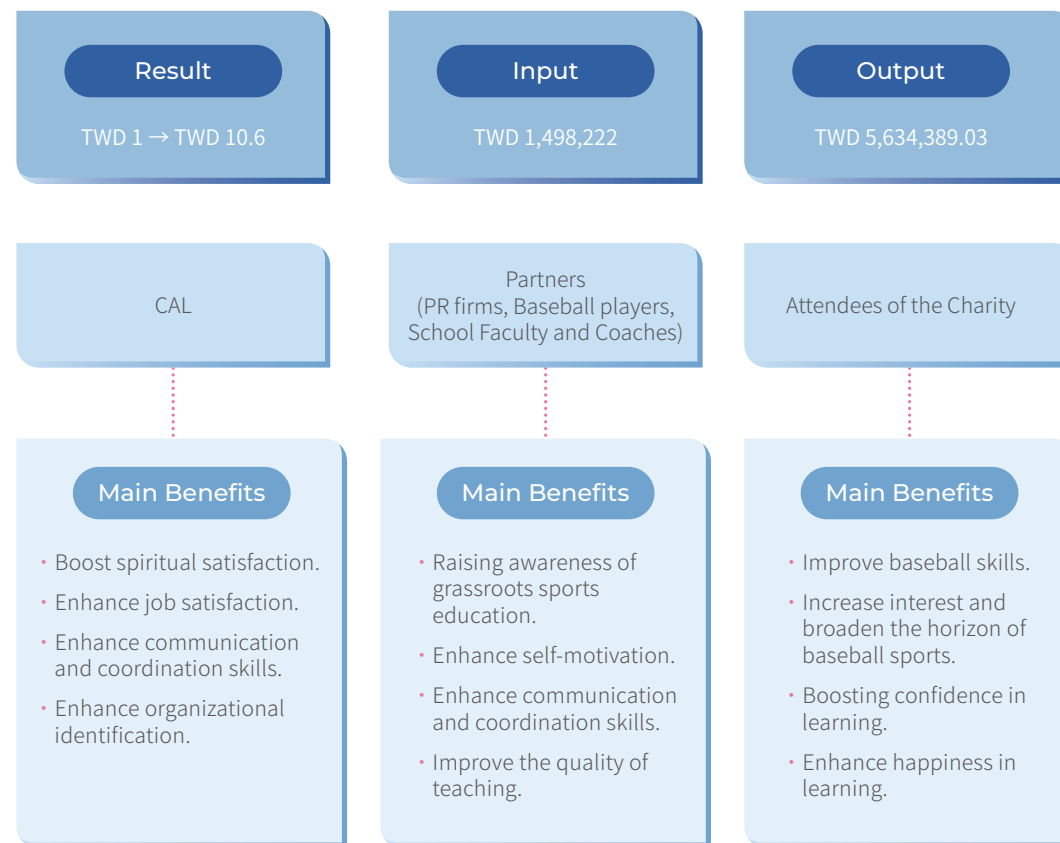 Result
TWD 1 → TWD 10.6
Input
TWD 1,498,222
Output
TWD 5,634,389.03
CAL
Partners
(PR firms, Baseball players,
School Faculty and Coaches)
Attendees of the Charity
Main Benefits
・Boost spiritual satisfaction.
・Enhance job satisfaction.
・Enhance communication
and coordination skills.
・Enhance organizational
identification.
Main Benefits
・Raising awareness of
grassroots sports
education.
・Enhance self-motivation.
・Enhance communication
and coordination skills.
・Improve the quality of
teaching.
Main Benefits
・Improve baseball skills.
・Increase interest and
broaden the horizon of
baseball sports.
・Boosting confidence in
learning.
・Enhance happiness in
learning.